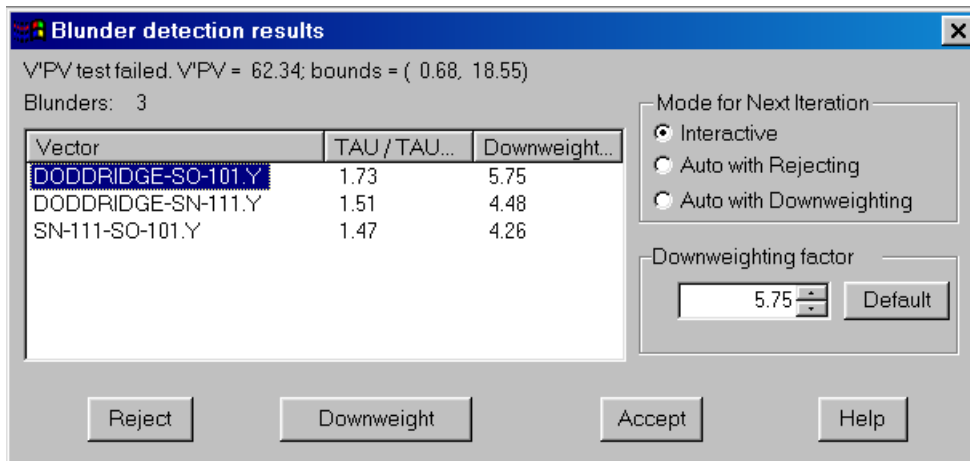 Blunder detection results
V'PV test failed. V'PV = 62.34; bounds = ( 0.68, 18.55)
Blunders: 3
Vector TAU / TAU... Downweight...
DODDRIDGE-SO-101.Y 1.73 5.75
DODDRIDGE-SN-111.Y 1.51 4.48
SN-111-SO-101.Y 1.47 4.26
Mode for Next Iteration
Interactive
Auto with Rejecting
Auto with Downweighting
Downweighting factor
5.75 Default
Reject Downweight Accept Help